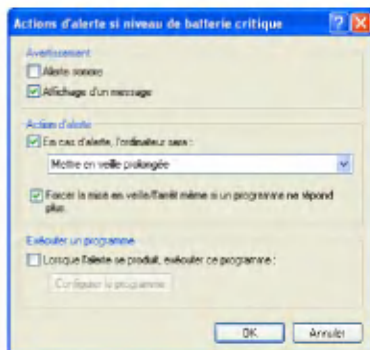 Actions d'alerte si niveau de batterie critique
Avertissement
Alerte sonore
Affichage d'un message
Action d'alerte
En cas d'alerte, l'ordinateur sera :
Mettre en veille prolongée
Forcer la mise en veille/l'arrêt même si un programme ne répond
plus.
Exécuter un programme
Lorsque l'alerte se produit, exécuter ce programme :
Configurer le programme
OK
Annuler